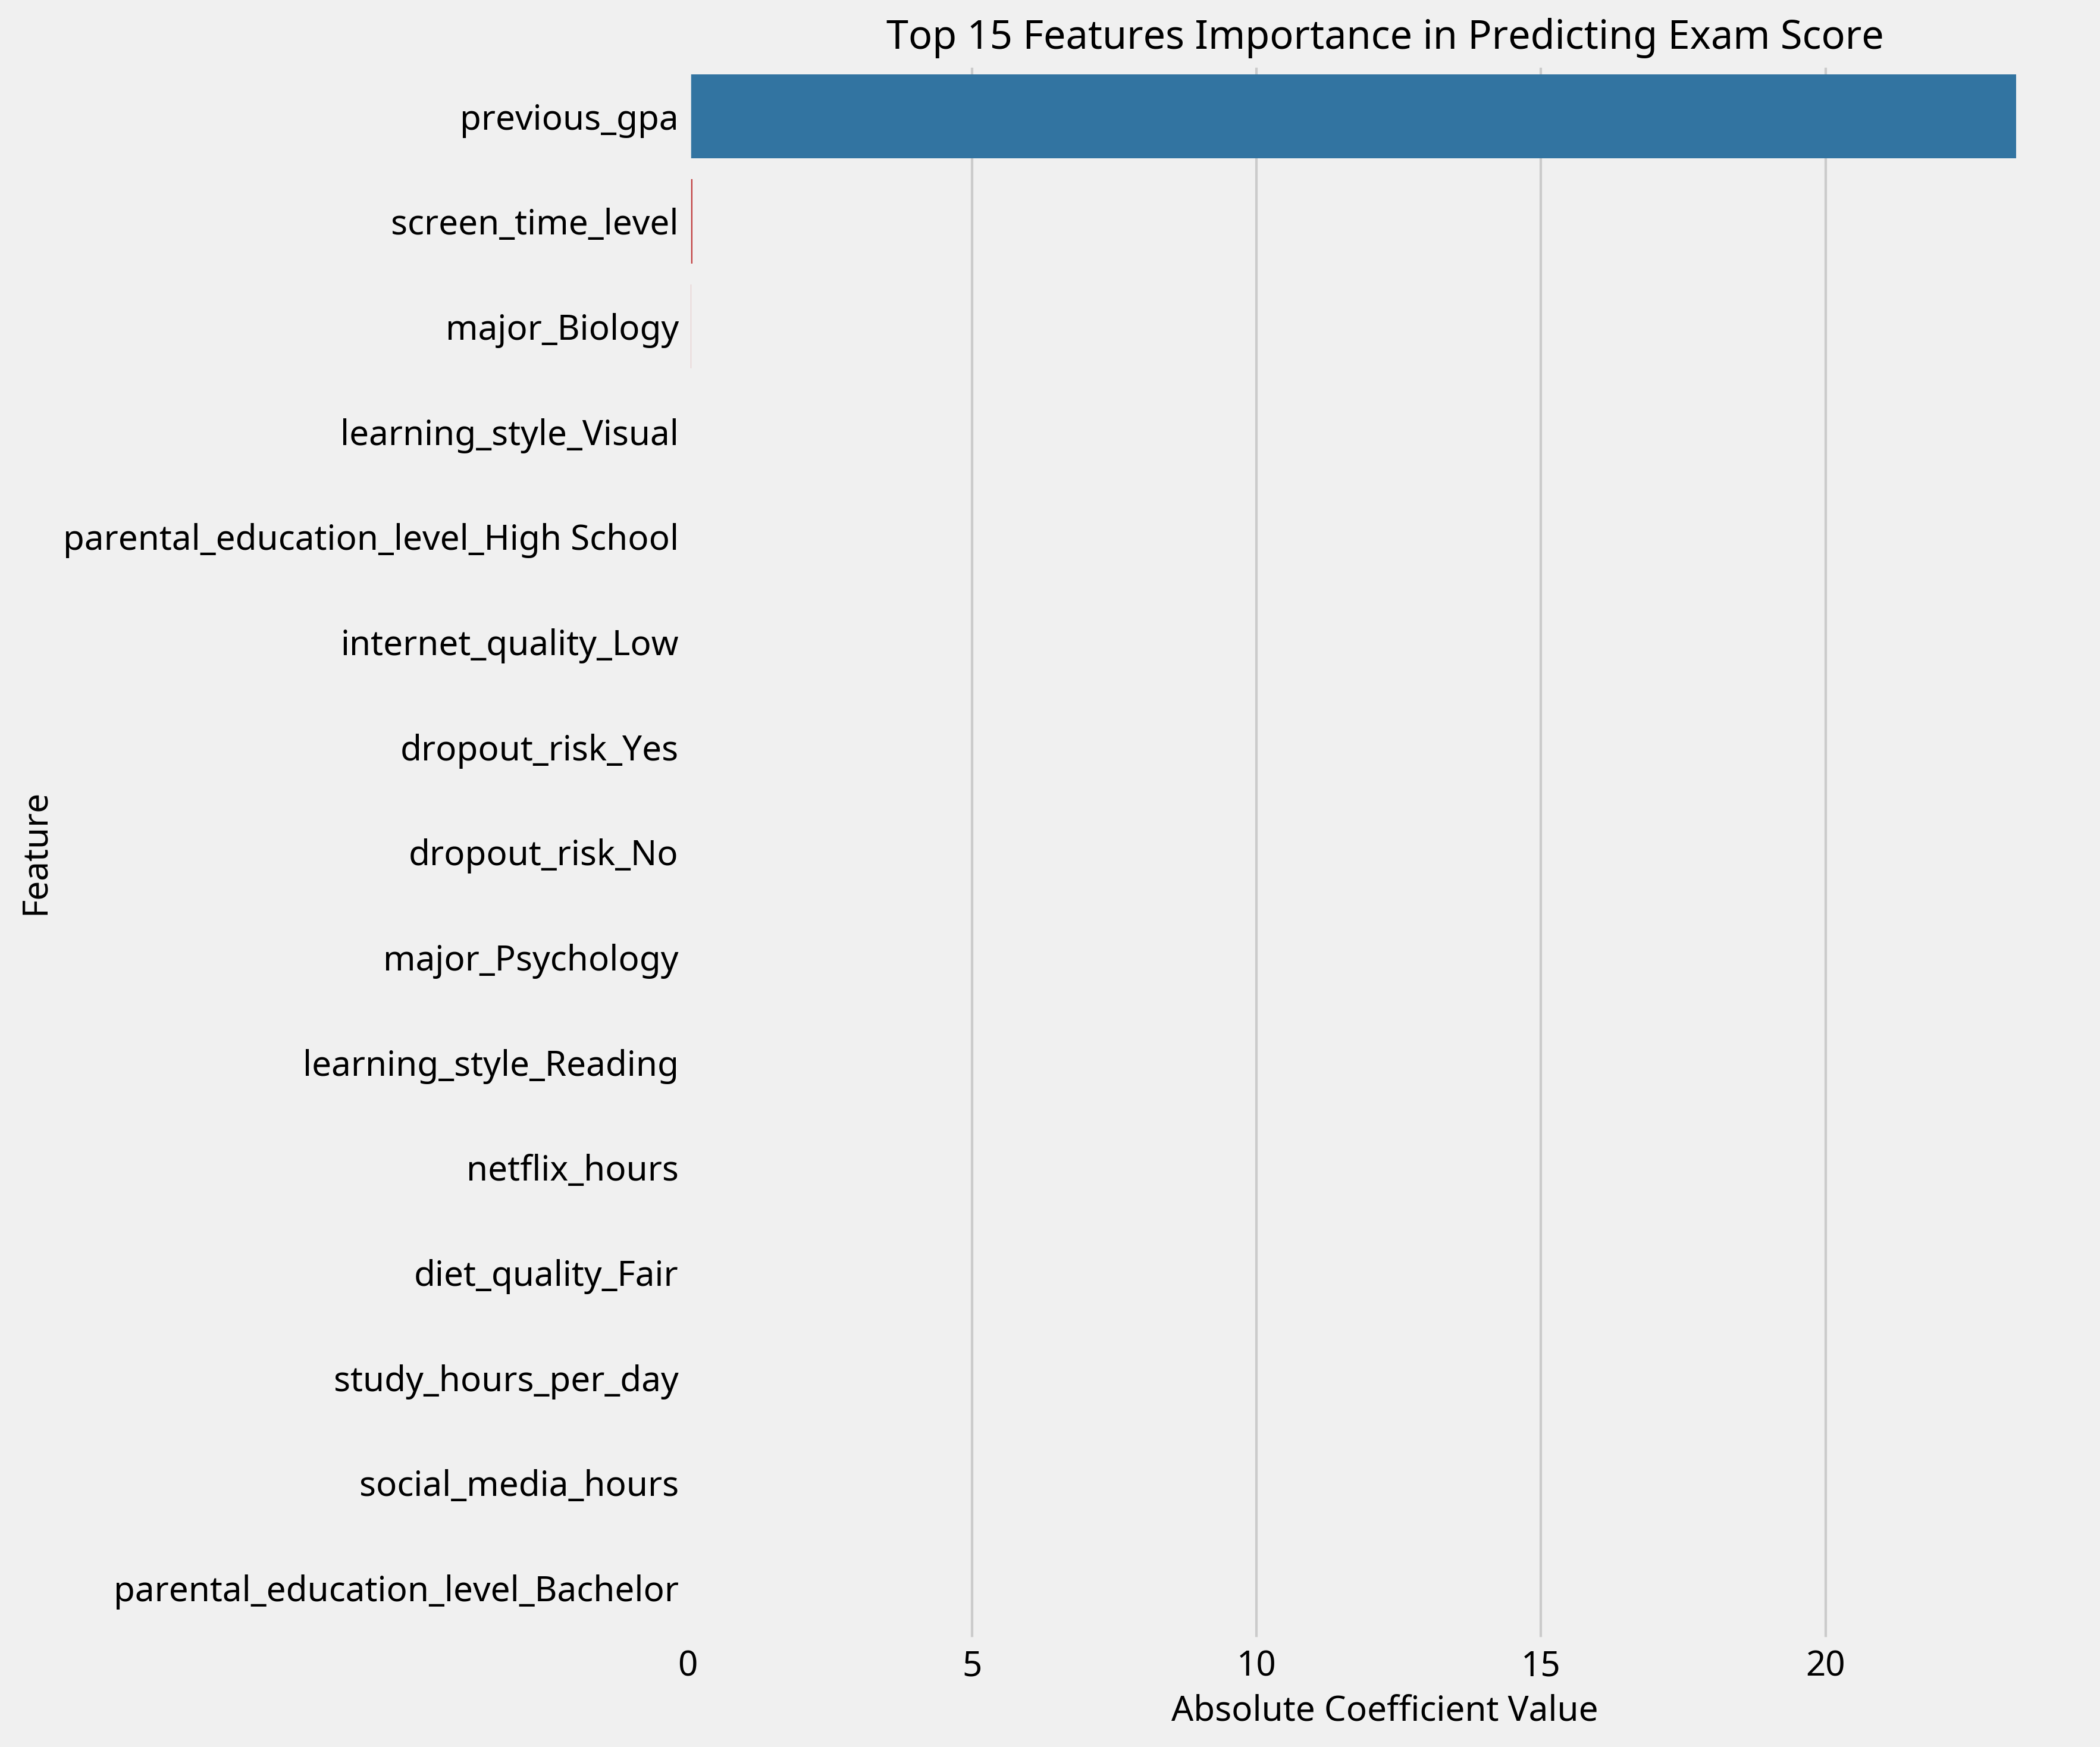 Top 15 Features Importance in Predicting Exam Score
previous_gpa
screen_time_level
major_Biology
learning_style_Visual
parental_education_level_High School
internet_quality_Low
dropout_risk_Yes
dropout_risk_No
major_Psychology
learning_style_Reading
netflix_hours
diet_quality_Fair
study_hours_per_day
social_media_hours
parental_education_level_Bachelor
Feature
0 5 10 15 20
Absolute Coefficient Value